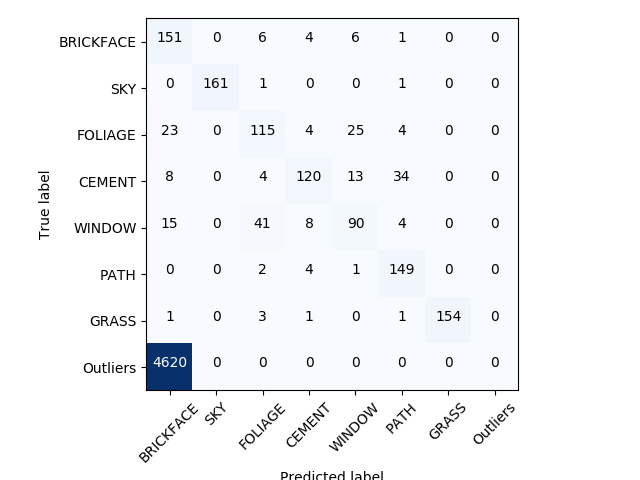 True label
BRICKFACE 151 0 6 4 6 1 0 0
SKY 0 161 1 0 0 1 0 0
FOLIAGE 23 0 115 4 25 4 0 0
CEMENT 8 0 4 120 13 34 0 0
WINDOW 15 0 41 8 90 4 0 0
PATH 0 0 2 4 1 149 0 0
GRASS 1 0 3 1 0 1 154 0
Outliers 4620 0 0 0 0 0 0 0
BRICKFACE SKY FOLIAGE CEMENT WINDOW PATH GRASS Outliers
Predicted label